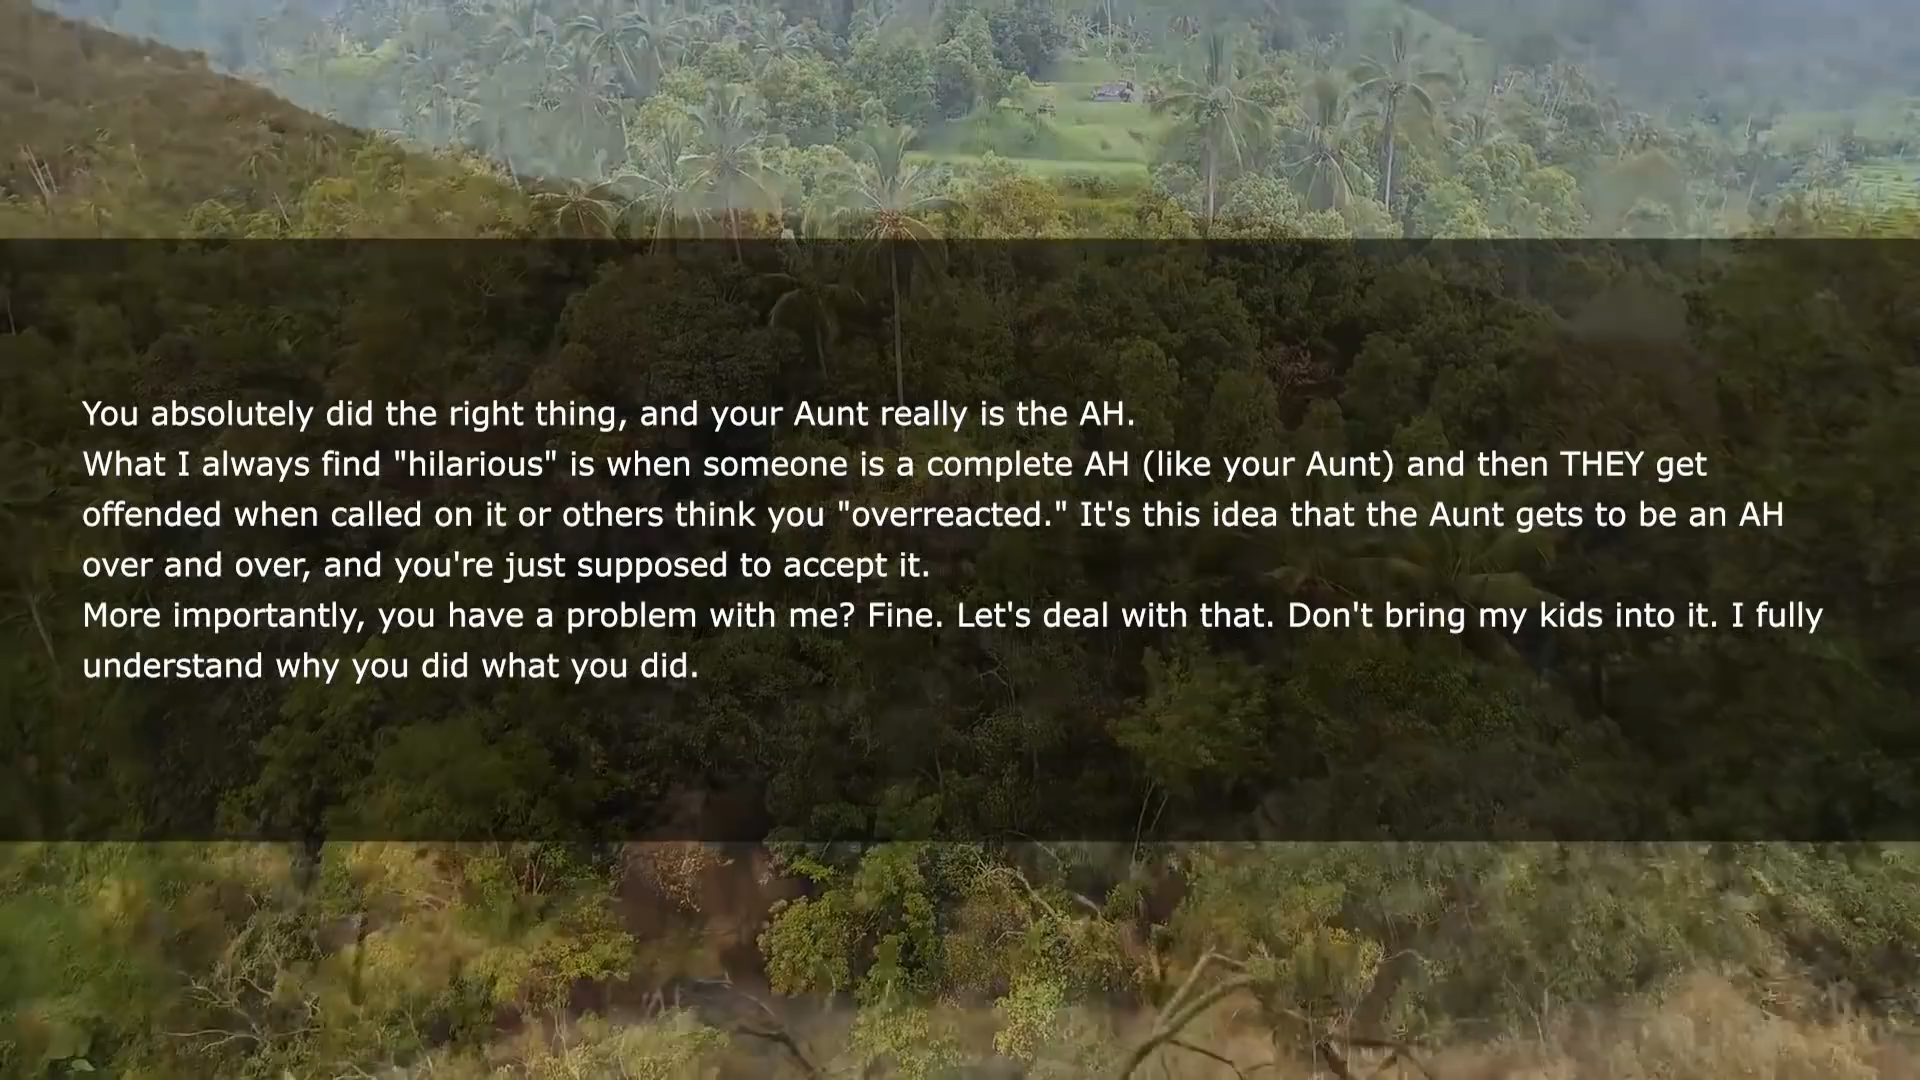 You absolutely did the right thing, and your Aunt really is the AH.
What I always find "hilarious" is when someone is a complete AH (like your Aunt) and then THEY get
offended when called on it or others think you "overreacted." It's this idea that the Aunt gets to be an AH
over and over, and you're just supposed to accept it.
More importantly, you have a problem with me? Fine. Let's deal with that. Don't bring my kids into it. I fully
understand why you did what you did.